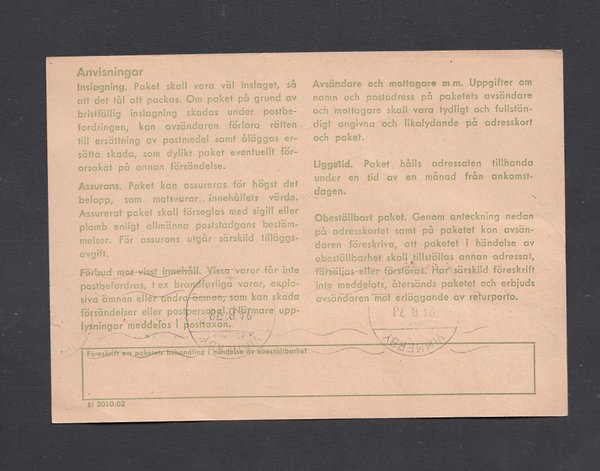 Anvisningar
Inslagning. Paket skall vara väl inslaget, så
att det tål att packas. Om paket på grund av
bristfällig inslagning skadas under postbe-
fordringen, kan avsändaren förlora rätten
till ersättning av postmedel samt åläggas er-
sätta skada, som dylikt paket eventuellt för-
orsakat på annan försändelse.
Assurans. Paket kan assureras för högst det
belopp, som motsvarar innehållets värde.
Assurerat paket skall förseglas med sigill eller
plomb enligt allmänna poststadgans bestäm-
melser. För assurans utgår särskild tilläggs-
avgift.
Förbud mot visst innehåll. Vissa varor får inte
postbefordras, t ex brandfarliga varor, explo-
siva ämnen eller andra ämnen, som kan skada
försändelser eller postpersonal. Närmare upp-
lysningar meddelas i posttaxan.
Avsändare och mottagare m m. Uppgifter om
namn och postadress på paketets avsändare
och mottagare skall vara tydligt och fullstän-
digt angivna och likalydande på adresskort
och paket.
Liggetid. Paket hålls adressaten tillhanda
under en tid av en månad från ankomst-
dagen.
Obeställbart paket. Genom anteckning nedan
på adresskortet samt på paketet kan avsän-
daren föreskriva, att paketet i händelse av
obeställbarhet skall tillställas annan adressat,
försäljas eller förstöras. Har särskild föreskrift
inte meddelats, återsänds paketet och erbjuds
avsändaren mot erläggande av returporto.
VIMMERBY
Föreskrift om paketets behandling i händelse av obeställbarhet
Bl 2010.02